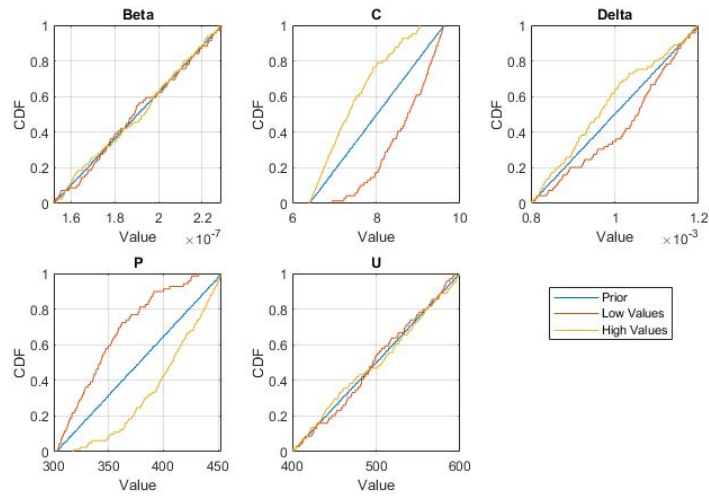 Beta
CDF
1
0.8
0.6
0.4
0.2
0
1.6 1.8 2 2.2
Value ×10⁻⁷
C
CDF
1
0.8
0.6
0.4
0.2
0
6 8 10
Value
Delta
CDF
1
0.8
0.6
0.4
0.2
0
0.8 1 1.2
Value ×10⁻³
P
CDF
1
0.8
0.6
0.4
0.2
0
300 350 400 450
Value
U
CDF
1
0.8
0.6
0.4
0.2
0
400 500 600
Value
Prior
Low Values
High Values